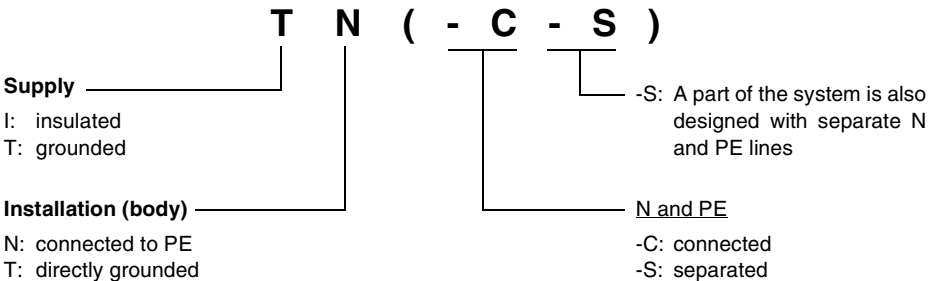 T N ( - C - S )
Supply
I: insulated
T: grounded
Installation (body)
N: connected to PE
T: directly grounded
-S: A part of the system is also
designed with separate N
and PE lines
N and PE
-C: connected
-S: separated